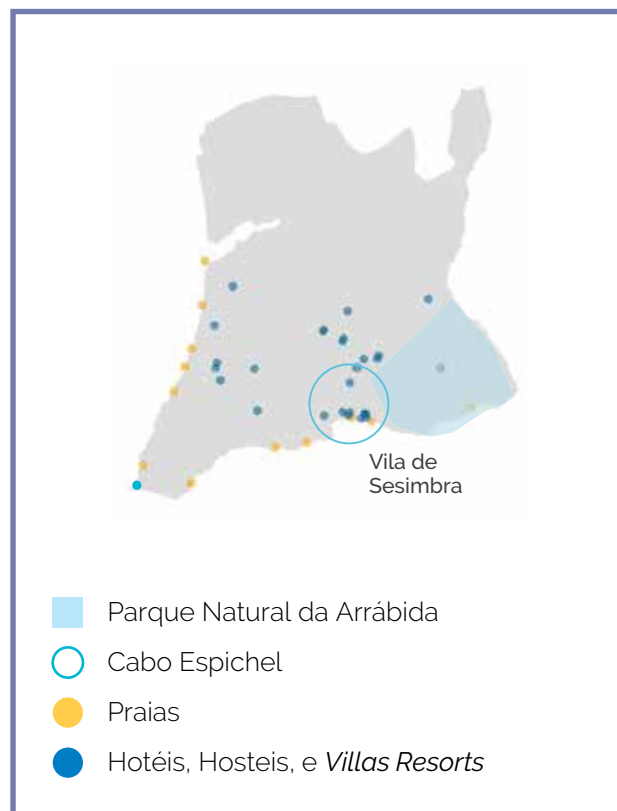 Vila de
Sesimbra
Parque Natural da Arrábida
Cabo Espichel
Praias
Hotéis, Hosteis, e Villas Resorts